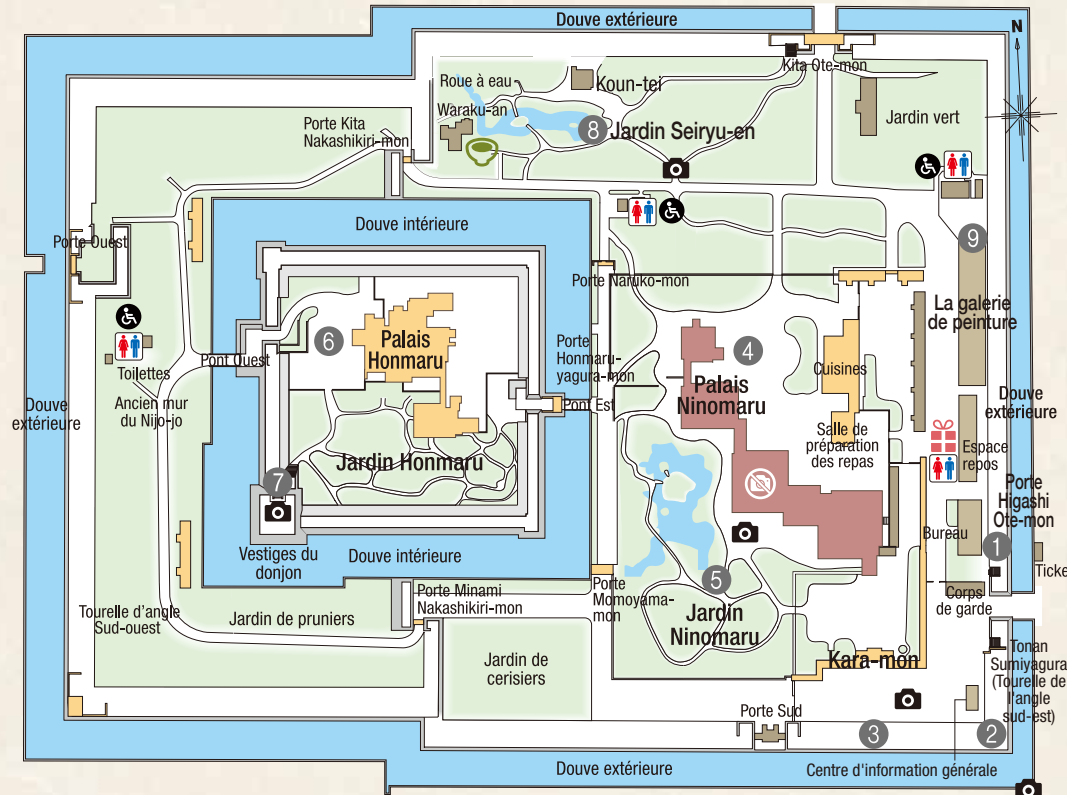 Douve extérieure
N
Kita Ote-mon
Roue à eau
Koun-tei
Waraku-an
Jardin vert
Porte Kita
Nakashikiri-mon
8
Jardin Seiryu-en
Douve intérieure
9
Porte Ouest
Porte Naruko-mon
La galerie
de peinture
6
Palais
Honmaru
Porte
Honmaru-
yagura-mon
4
Palais
Ninomaru
Cuisines
Pont Ouest
Toilettes
Ancien mur
du Nijo-jo
Douve
extérieure
Pont Est
Douve
extérieure
Salle de
préparation
des repas
Espace
repos
Jardin Honmaru
7
Porte
Higashi
Ote-mon
Bureau
1
Vestiges du
donjon
Douve intérieure
Ticke
5
Porte Minami
Nakashikiri-mon
Porte
Momoyama-
mon
Corps
de garde
Tourelle d'angle
Sud-ouest
Jardin de pruniers
Jardin
Ninomaru
Jardin de
cerisiers
Kara-mon
Tonan
Sumiyagura
(Tourelle de
l'angle
sud-est)
Porte Sud
3
2
Douve extérieure
Centre d'information générale